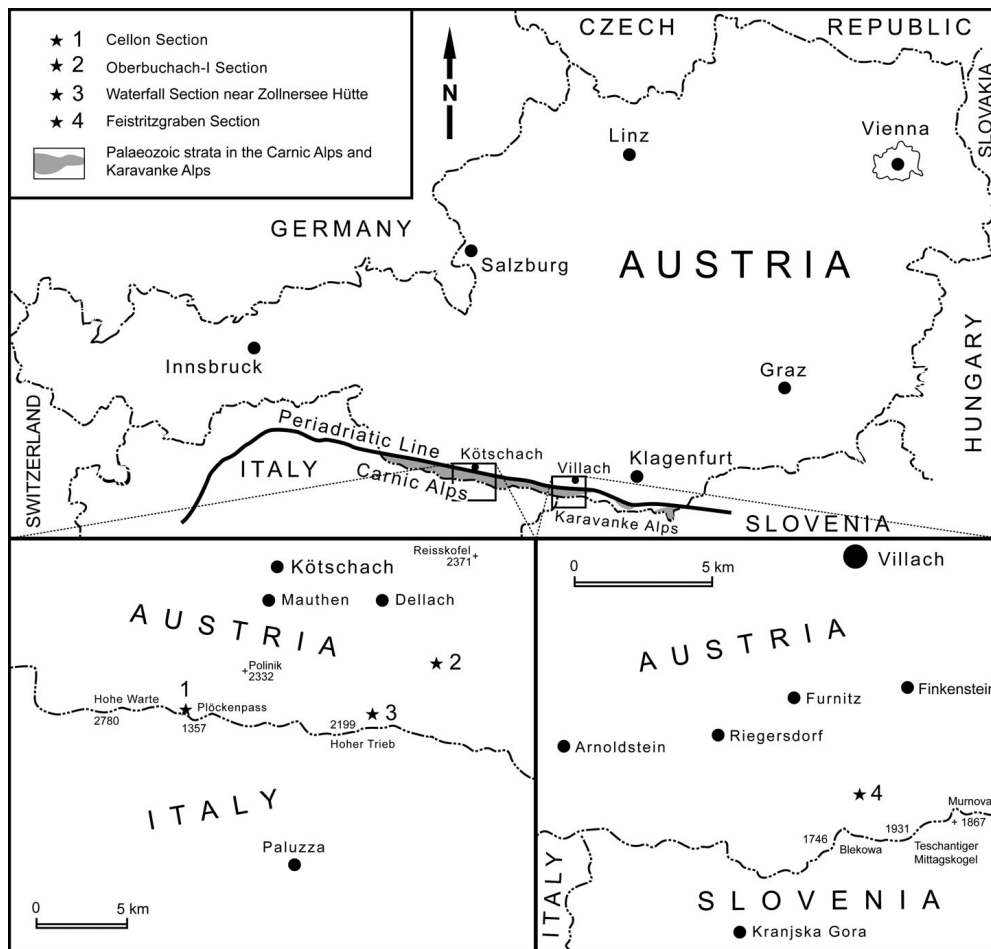 1 Cellon Section
2 Oberbuchach-I Section
3 Waterfall Section near Zollnersee Hütte
4 Feistritzgraben Section
Palaeozoic strata in the Carnic Alps and
Karavanke Alps
N
CZECH REPUBLIC
SLOVAKIA
Linz
Vienna
GERMANY
Salzburg
AUSTRIA
HUNGARY
Innsbruck
Graz
SWITZERLAND
Periadriatic Line
ITALY
Carnic Alps
Kötschach
Villach
Klagenfurt
Karavanke Alps
SLOVENIA
Reisskofel
2371
Kötschach
Mauthen
Dellach
AUSTRIA
Polinik
2332
2
1
Hohe Warte
2780
Plöckenpass
1357
2199
3
Hoher Trieb
ITALY
Paluzza
0 5 km
0 5 km
Villach
AUSTRIA
Furnitz
Finkenstein
Arnoldstein
Riegersdorf
4
Murnovat
1867
1746
1931
Blekowa
Teschantiger
Mittagskogel
ITALY
SLOVENIA
Kranjska Gora